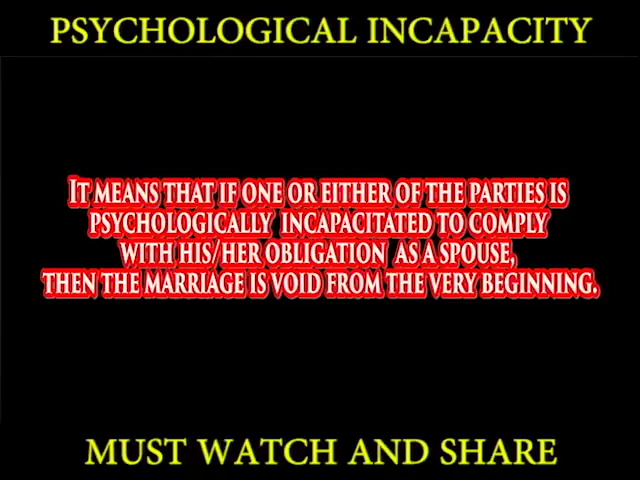 PSYCHOLOGICAL INCAPACITY
IT MEANS THAT IF ONE OR EITHER OF THE PARTIES IS
PSYCHOLOGICALLY INCAPACITATED TO COMPLY
WITH HIS/HER OBLIGATION AS A SPOUSE,
THEN THE MARRIAGE IS VOID FROM THE VERY BEGINNING.
MUST WATCH AND SHARE